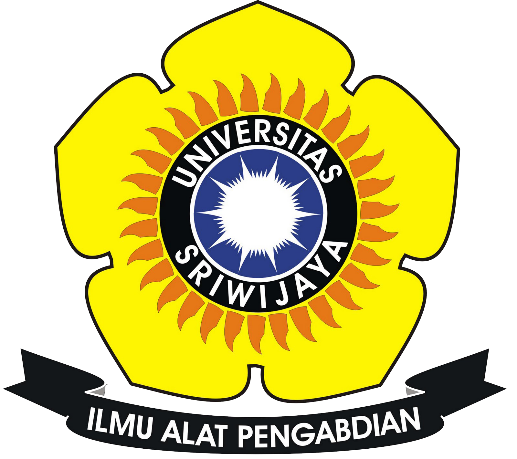 UNIVERSITAS
SRIWIJAYA
ILMU ALAT PENGABDIAN